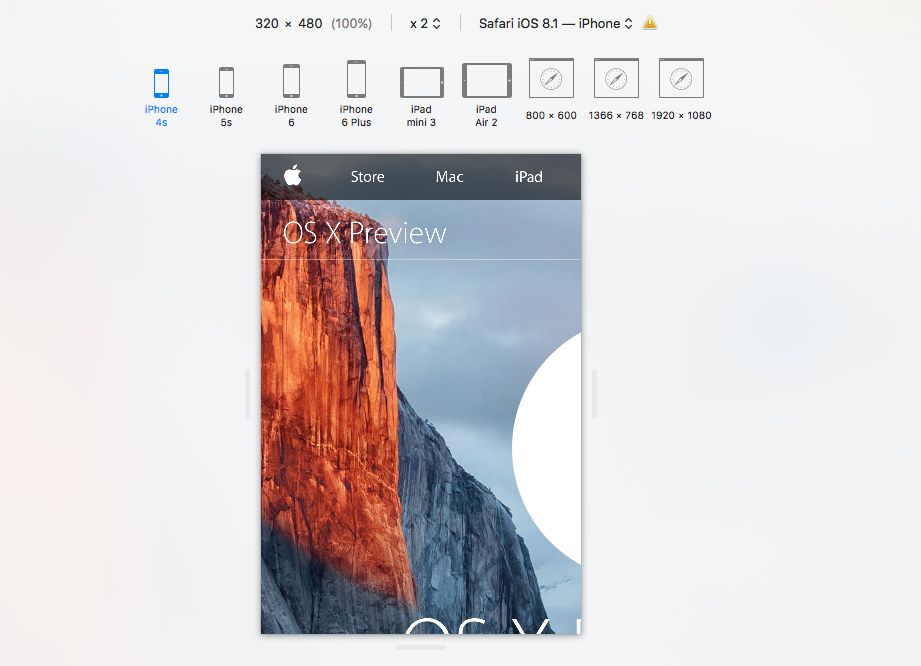 320 × 480 (100%) x 2 Safari iOS 8.1 — iPhone
iPhone 4s
iPhone 5s
iPhone 6
iPhone 6 Plus
iPad mini 3
iPad Air 2
800 × 600
1366 × 768
1920 × 1080
Store Mac iPad
OS X Preview
OS X